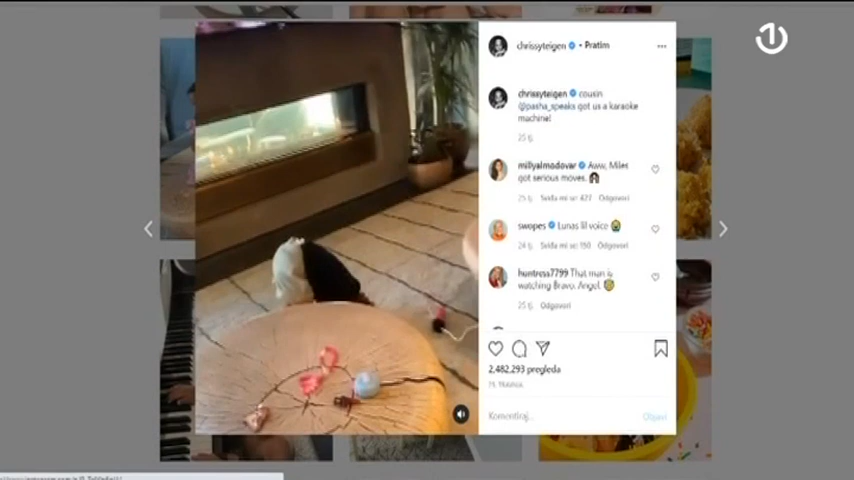 chrissyteigen • Pratim
chrissyteigen cousin
@pasha_speaks got us a karaoke
machine!
25 tj.
millyalmodovar Aww, Miles
got serious moves.
25 tj. Sviđa mi se: 427 Odgovori
swopes Lunas lil voice
24 tj. Sviđa mi se: 150 Odgovori
huntress7799 That man is
watching Bravo. Angel.
25 tj. Odgovori
2,482,293 pregleda
Komentiraj...
Objavi